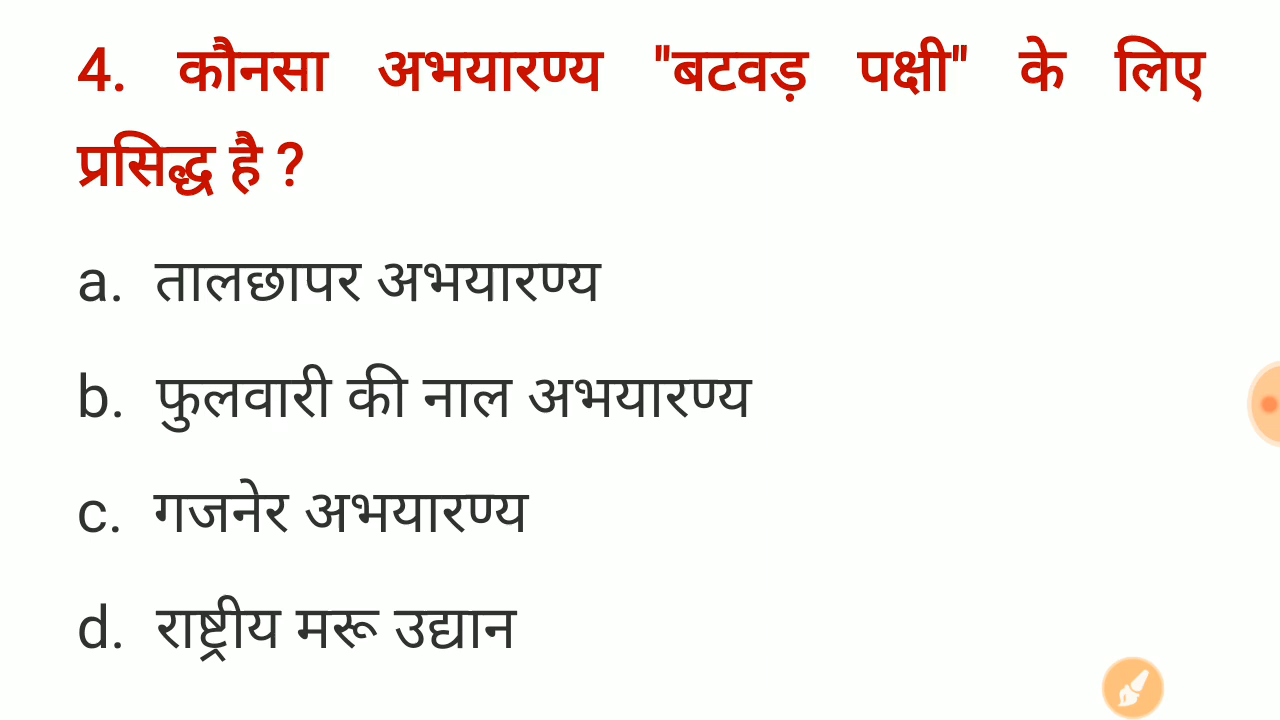 4. कौनसा अभयारण्य "बटवड़ पक्षी" के लिए
प्रसिद्ध है ?
a. तालछापर अभयारण्य
b. फुलवारी की नाल अभयारण्य
c. गजनेर अभयारण्य
d. राष्ट्रीय मरू उद्यान